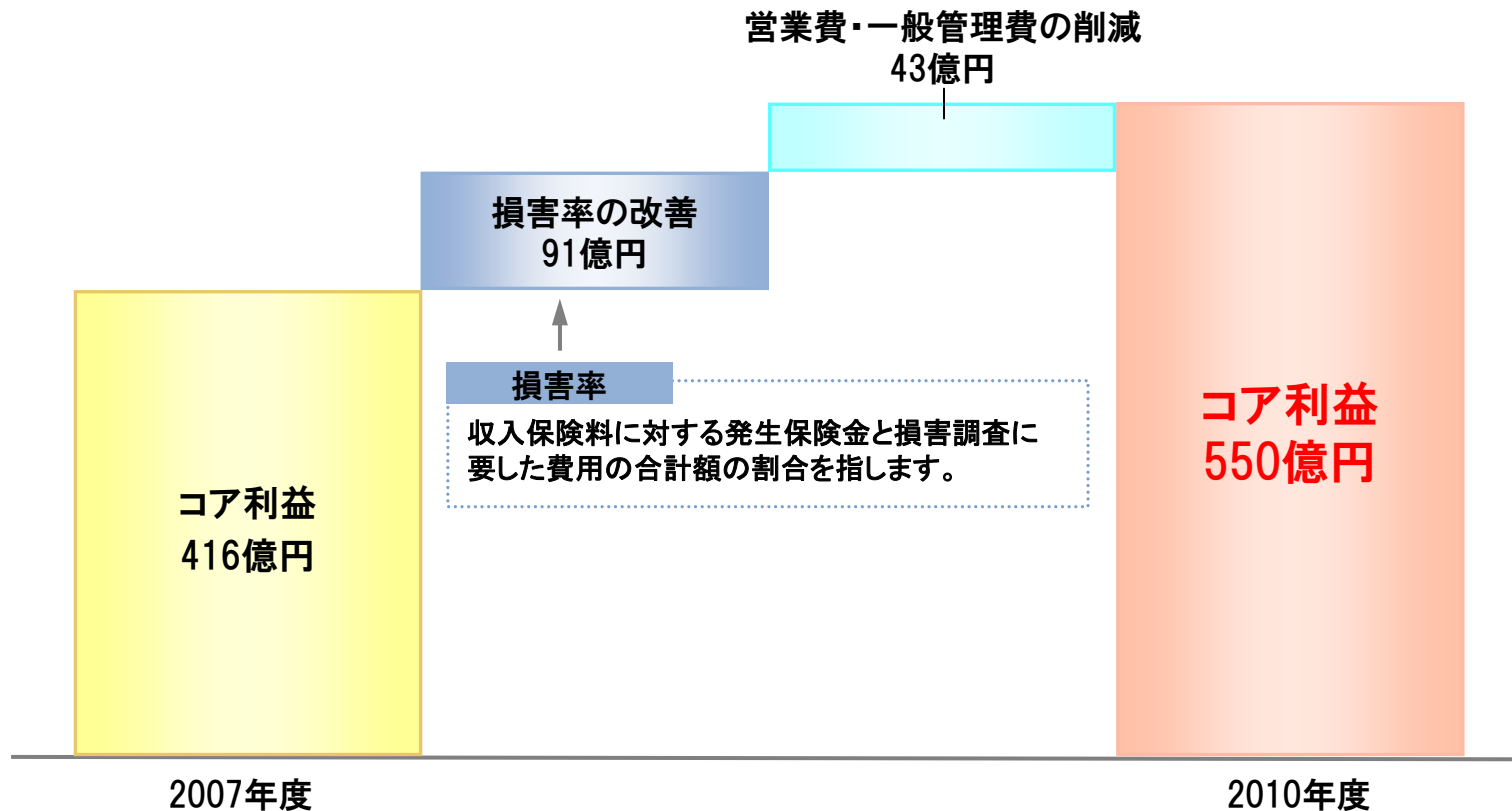 営業費・一般管理費の削減
43億円
損害率の改善
91億円
損害率
収入保険料に対する発生保険金と損害調査に
要した費用の合計額の割合を指します。
コア利益
416億円
コア利益
550億円
2007年度
2010年度